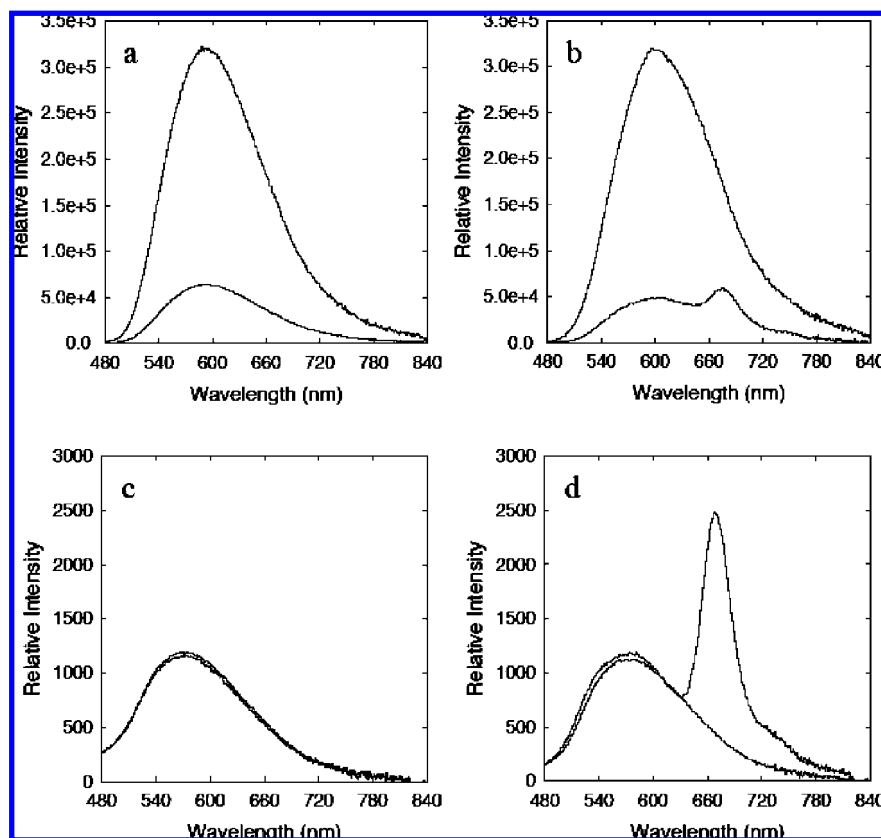 a
3.5e+5
3.0e+5
2.5e+5
2.0e+5
1.5e+5
1.0e+5
5.0e+4
0.0
Relative Intensity
480 540 600 660 720 780 840
Wavelength (nm)
b
3.5e+5
3.0e+5
2.5e+5
2.0e+5
1.5e+5
1.0e+5
5.0e+4
0.0
Relative Intensity
480 540 600 660 720 780 840
Wavelength (nm)
c
3000
2500
2000
1500
1000
500
0
Relative Intensity
480 540 600 660 720 780 840
Wavelength (nm)
d
3000
2500
2000
1500
1000
500
0
Relative Intensity
480 540 600 660 720 780 840
Wavelength (nm)